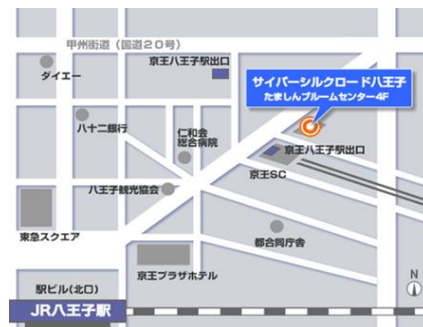 甲州街道（国道20号）
ダイエー
京王八王子駅出口
サイバーシルクロード八王子
たましんブルームセンター4F
八十二銀行
仁和会
総合病院
京王八王子駅出口
京王SC
八王子観光協会
東急スクエア
都合同庁舎
京王プラザホテル
N
駅ビル(北口)
JR八王子駅